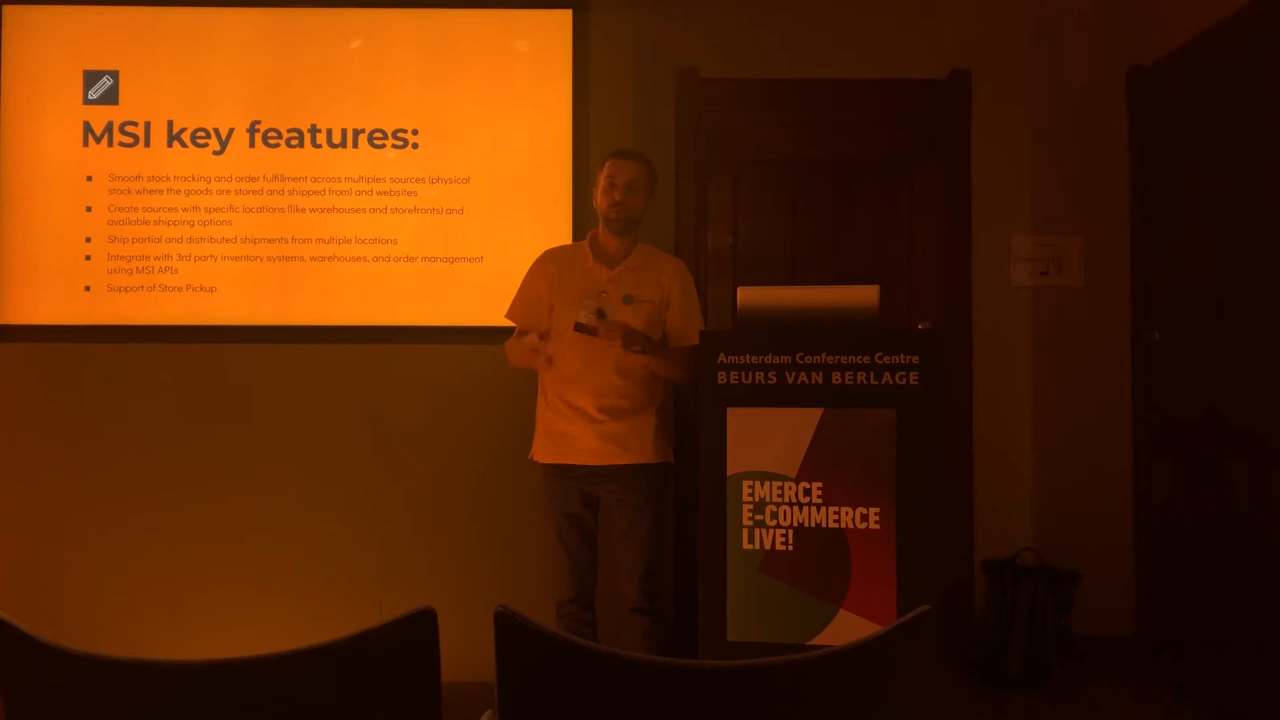 MSI key features:
Smooth stock tracking and order fulfillment across multiples sources (physical
stock where the goods are stored and shipped from) and websites
Create sources with specific locations (like warehouses and storefronts) and
available shipping options
Ship partial and distributed shipments from multiple locations
Integrate with 3rd party inventory systems, warehouses, and order management
using MSI APIs
Support of Store Pickup
Amsterdam Conference Centre
BEURS VAN BERLAGE
EMERCE
E-COMMERCE
LIVE!